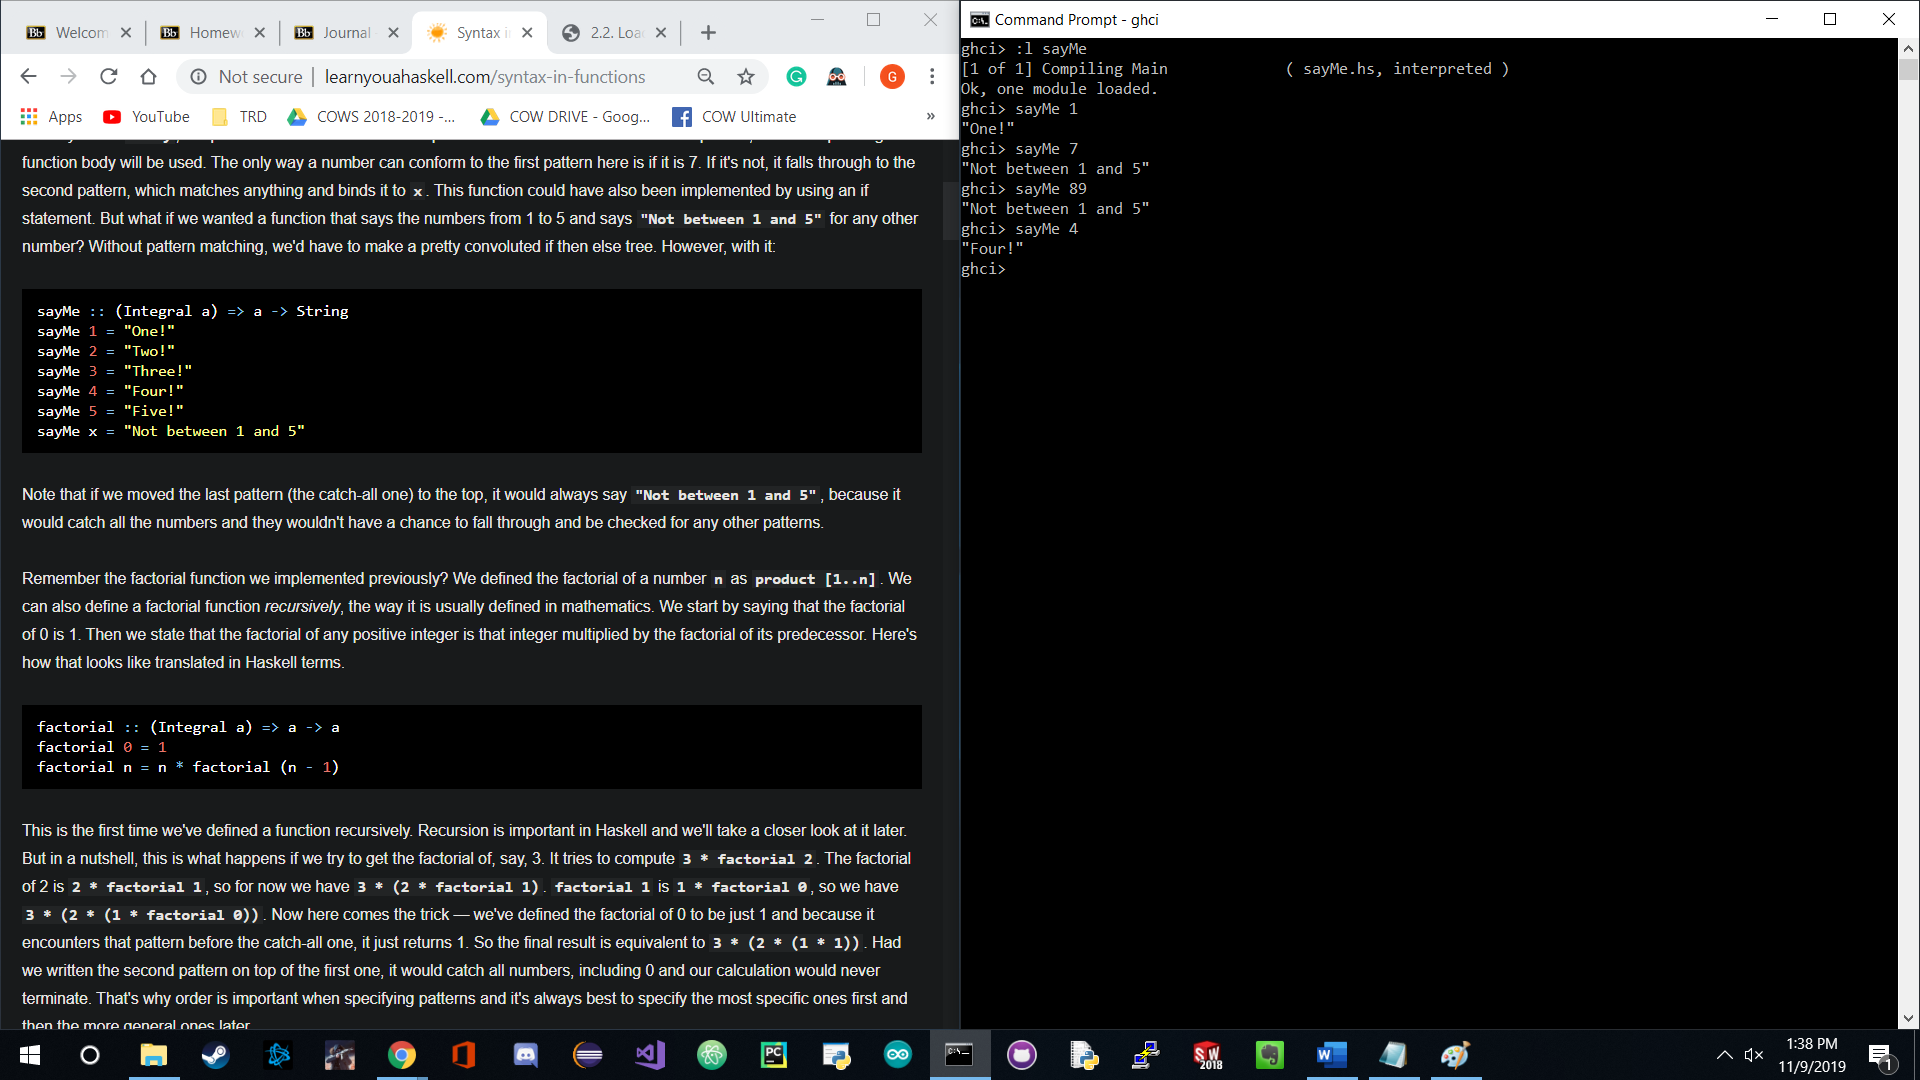 Welcom
Homew
Journal
Syntax i
2.2. Loa
Not secure | learnyouahaskell.com/syntax-in-functions
G
Apps
YouTube
TRD
COWS 2018-2019 -...
COW DRIVE - Goog...
COW Ultimate
»
function body will be used. The only way a number can conform to the first pattern here is if it is 7. If it's not, it falls through to the
second pattern, which matches anything and binds it to x. This function could have also been implemented by using an if
statement. But what if we wanted a function that says the numbers from 1 to 5 and says "Not between 1 and 5" for any other
number? Without pattern matching, we'd have to make a pretty convoluted if then else tree. However, with it:
sayMe :: (Integral a) => a -> String
sayMe 1 = "One!"
sayMe 2 = "Two!"
sayMe 3 = "Three!"
sayMe 4 = "Four!"
sayMe 5 = "Five!"
sayMe x = "Not between 1 and 5"
Note that if we moved the last pattern (the catch-all one) to the top, it would always say "Not between 1 and 5", because it
would catch all the numbers and they wouldn't have a chance to fall through and be checked for any other patterns.
Remember the factorial function we implemented previously? We defined the factorial of a number n as product [1..n]. We
can also define a factorial function recursively, the way it is usually defined in mathematics. We start by saying that the factorial
of 0 is 1. Then we state that the factorial of any positive integer is that integer multiplied by the factorial of its predecessor. Here's
how that looks like translated in Haskell terms.
factorial :: (Integral a) => a -> a
factorial 0 = 1
factorial n = n * factorial (n - 1)
This is the first time we've defined a function recursively. Recursion is important in Haskell and we'll take a closer look at it later.
But in a nutshell, this is what happens if we try to get the factorial of, say, 3. It tries to compute 3 * factorial 2. The factorial
of 2 is 2 * factorial 1, so for now we have 3 * (2 * factorial 1). factorial 1 is 1 * factorial 0, so we have
3 * (2 * (1 * factorial 0)). Now here comes the trick — we've defined the factorial of 0 to be just 1 and because it
encounters that pattern before the catch-all one, it just returns 1. So the final result is equivalent to 3 * (2 * (1 * 1)). Had
we written the second pattern on top of the first one, it would catch all numbers, including 0 and our calculation would never
terminate. That's why order is important when specifying patterns and it's always best to specify the most specific ones first and
then the more general ones later
Command Prompt - ghci
ghci> :l sayMe
[1 of 1] Compiling Main ( sayMe.hs, interpreted )
Ok, one module loaded.
ghci> sayMe 1
"One!"
ghci> sayMe 7
"Not between 1 and 5"
ghci> sayMe 89
"Not between 1 and 5"
ghci> sayMe 4
"Four!"
ghci>
1:38 PM
11/9/2019
1